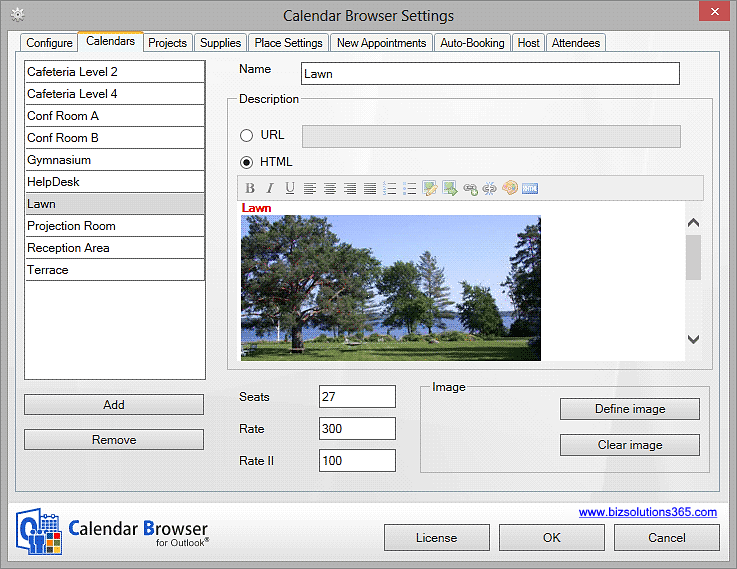 Calendar Browser Settings
Configure Calendars Projects Supplies Place Settings New Appointments Auto-Booking Host Attendees
Cafeteria Level 2
Cafeteria Level 4
Conf Room A
Conf Room B
Gymnasium
HelpDesk
Lawn
Projection Room
Reception Area
Terrace
Add
Remove
Name Lawn
Description
URL
HTML
B I U
Lawn
Seats 27
Rate 300
Rate II 100
Image
Define image
Clear image
Calendar Browser
for Outlook®
www.bizsolutions365.com
License OK Cancel